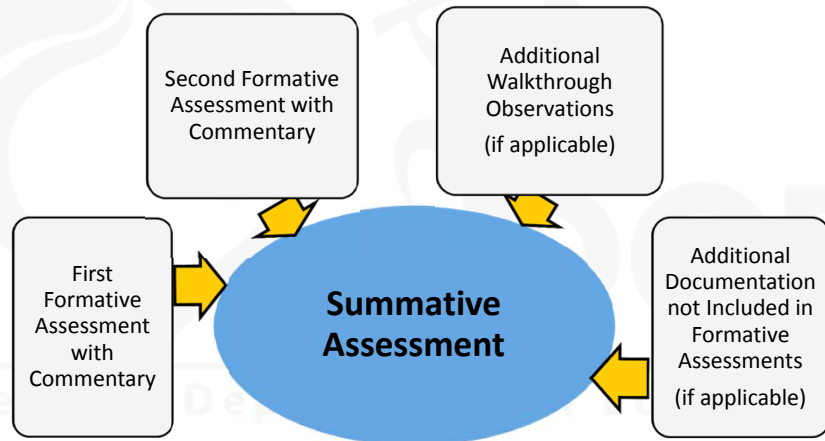 Second Formative
Assessment with
Commentary
Additional
Walkthrough
Observations
(if applicable)
First
Formative
Assessment
with
Commentary
Summative
Assessment
Additional
Documentation
not Included in
Formative
Assessments
(if applicable)